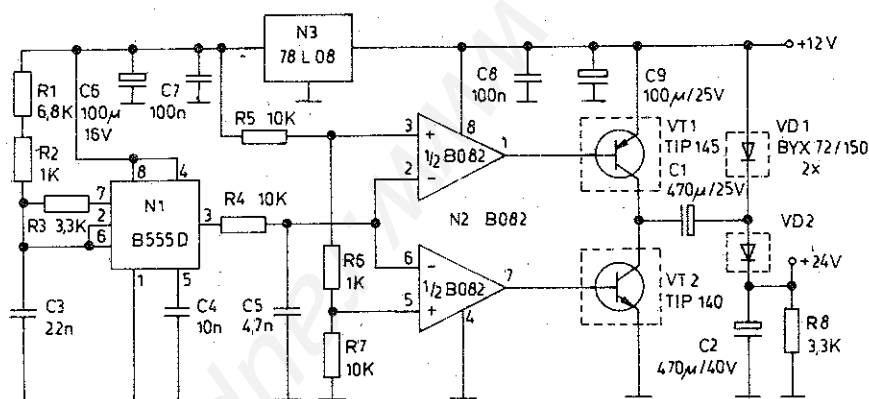 N3
78 L 08
+12V
R1
6,8K
C6
100µ
16V
C7
100n
R5 10K
C8
100n
C9
100µ/25V
R2
1K
8 4
7
2
6
N1
B555D
3
1 5
R3 3,3K
R4 10K
3 + 8
1/2 B082
1
2 -
N2 B082
VT1
TIP 145
C1
470µ/25V
VD1
BYX 72/150
2x
VD2
+24V
R6
1K
6 -
1/2 B082
7
5 +
4
VT2
TIP 140
C3
22n
C4
10n
C5
4,7n
R7
10K
C2
470µ/40V
R8
3,3K